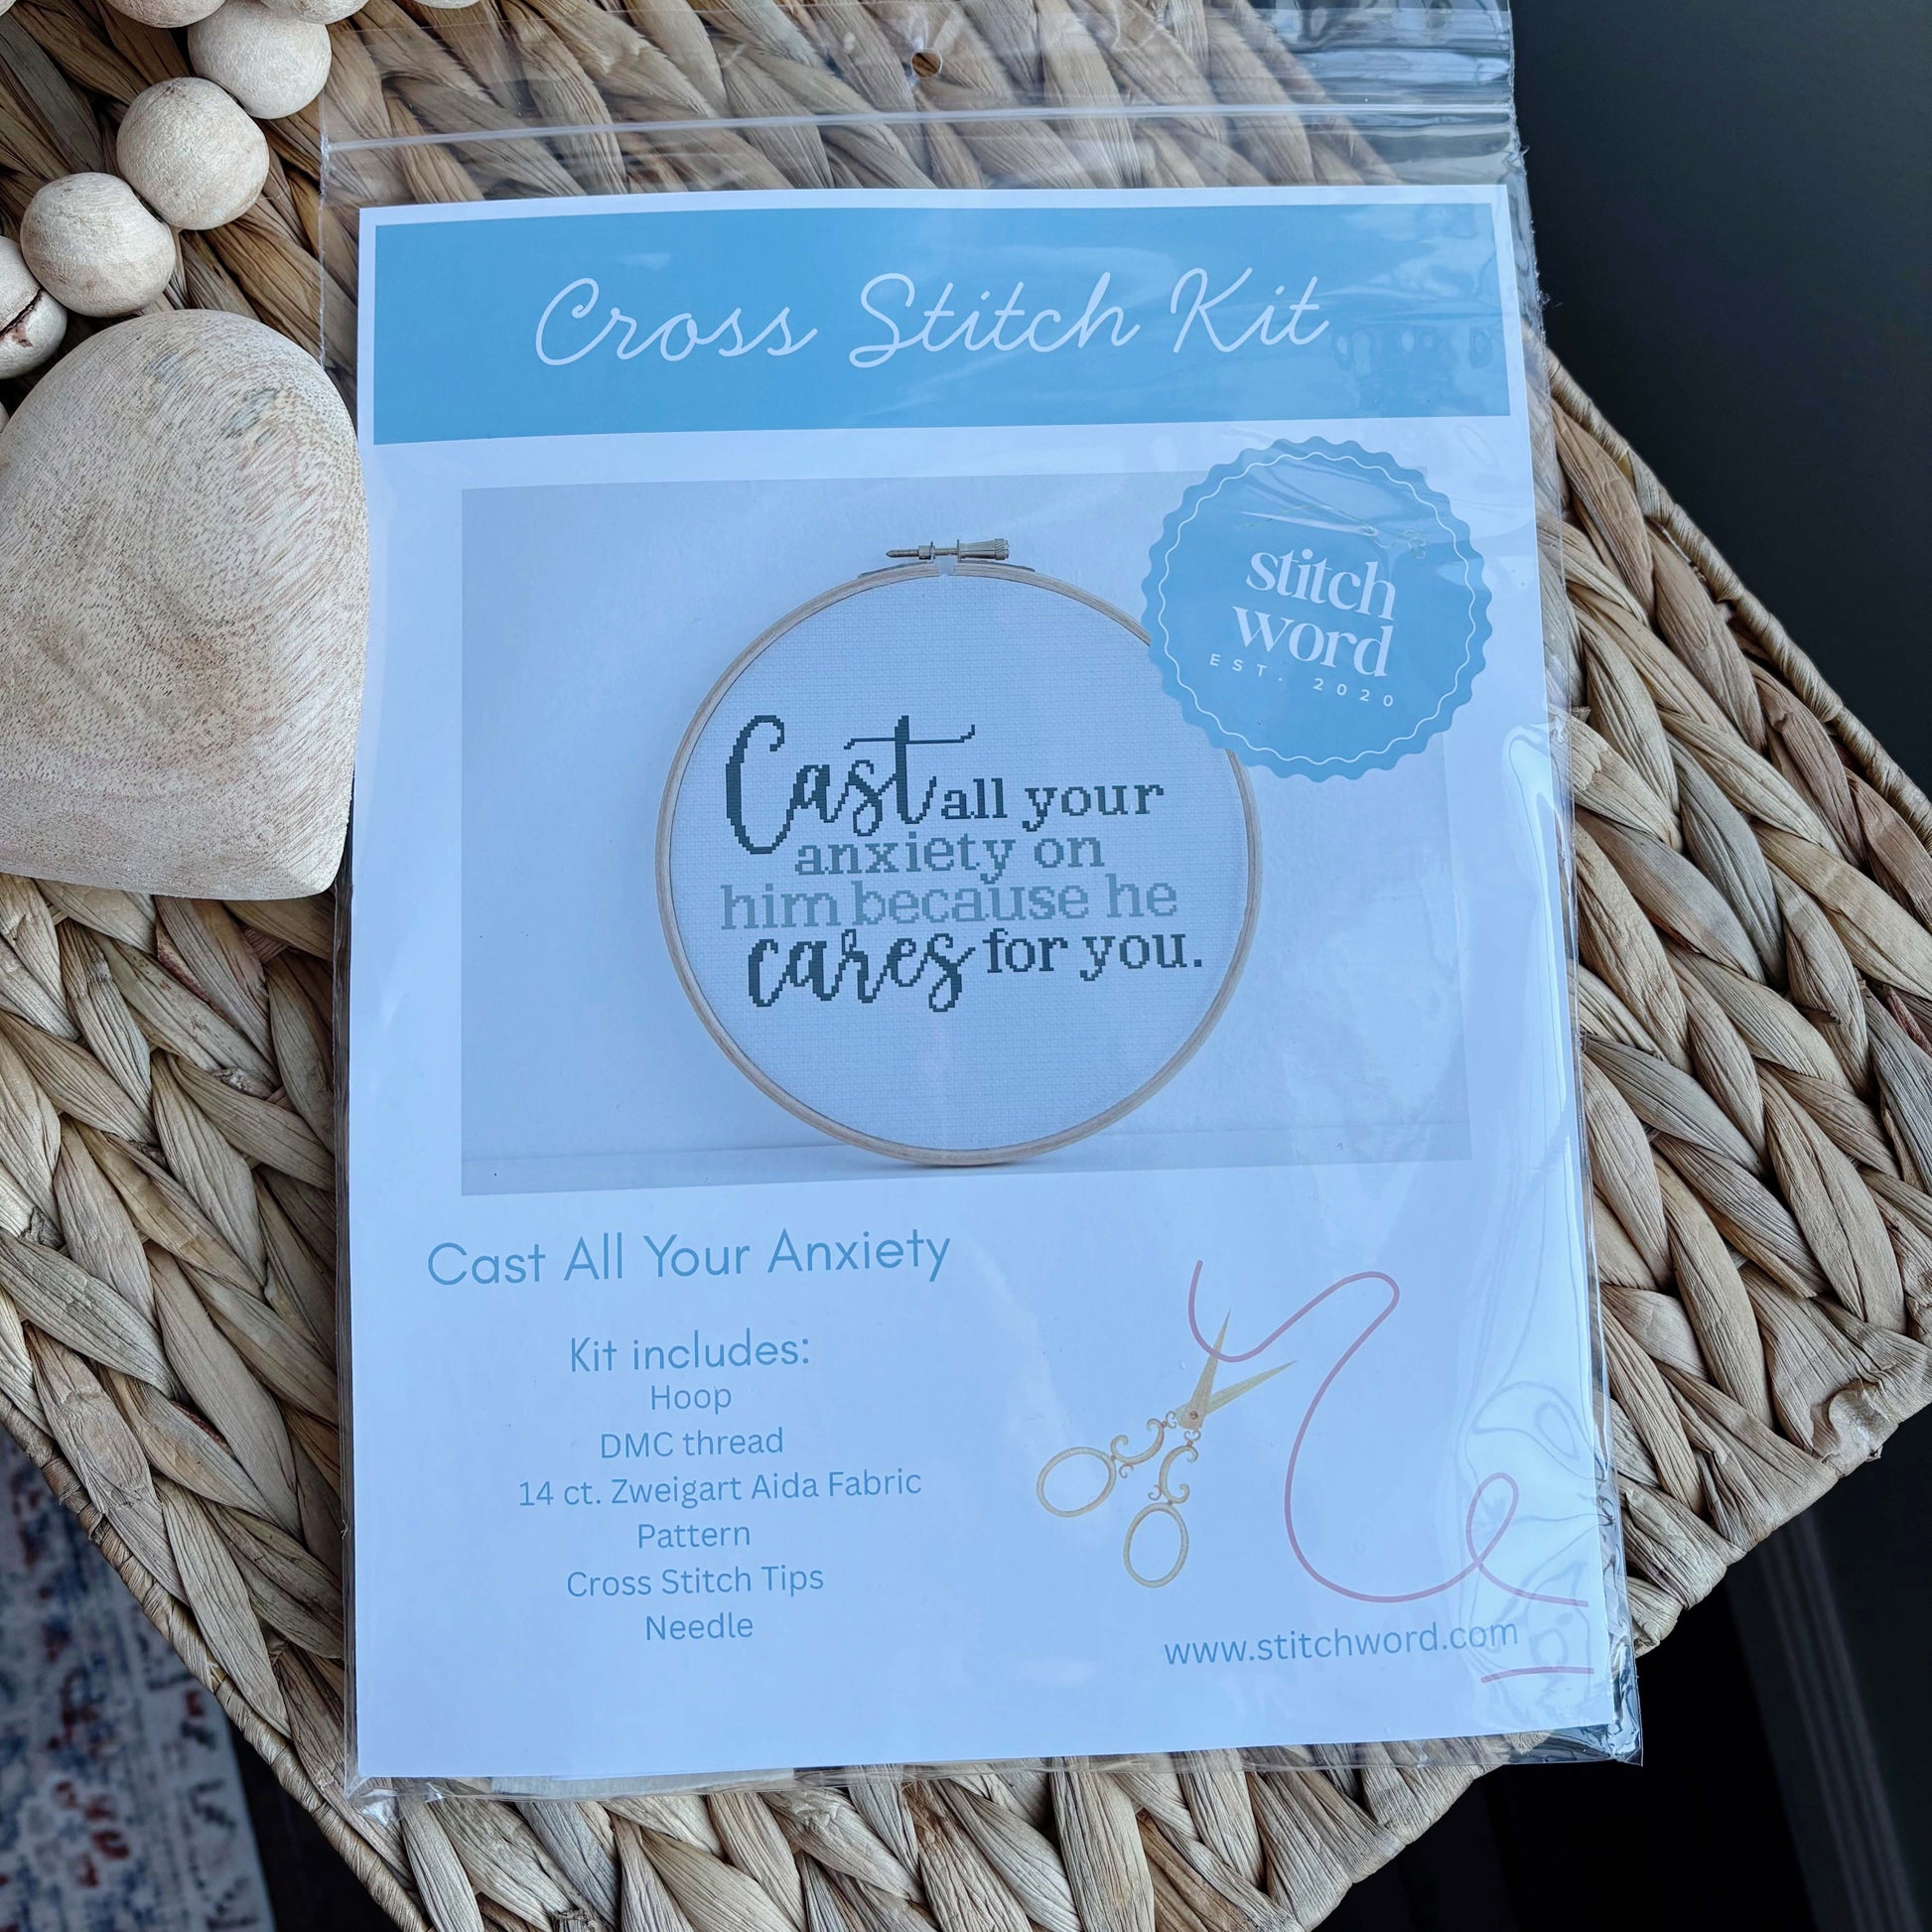 Cross Stitch Kit
stitch
word
EST. 2020
Cast all your
anxiety on
him because he
cares for you.
Cast All Your Anxiety
Kit includes:
Hoop
DMC thread
14 ct. Zweigart Aida Fabric
Pattern
Cross Stitch Tips
Needle
www.stitchword.com